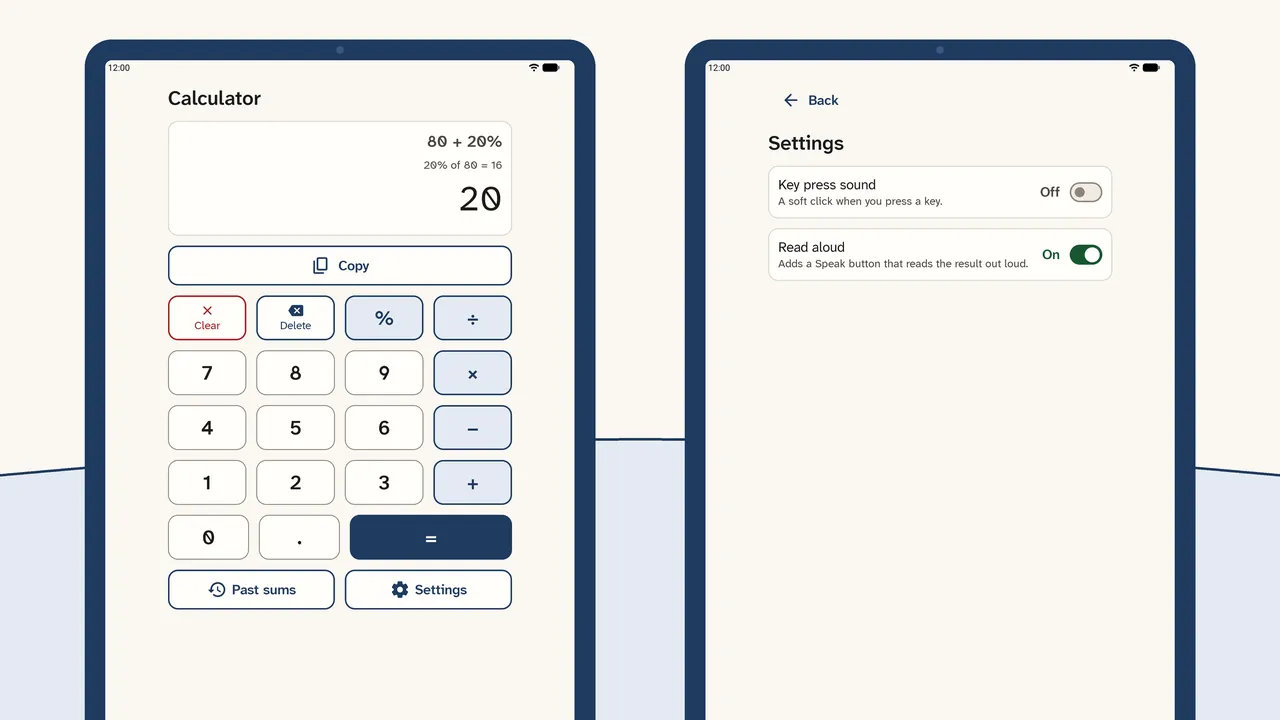 12:00
Calculator
80 + 20%
20% of 80 = 16
20
Copy
Clear
Delete
%
÷
7
8
9
×
4
5
6
−
1
2
3
+
0
.
=
Past sums
Settings
12:00
Back
Settings
Key press sound
A soft click when you press a key.
Off
Read aloud
Adds a Speak button that reads the result out loud.
On